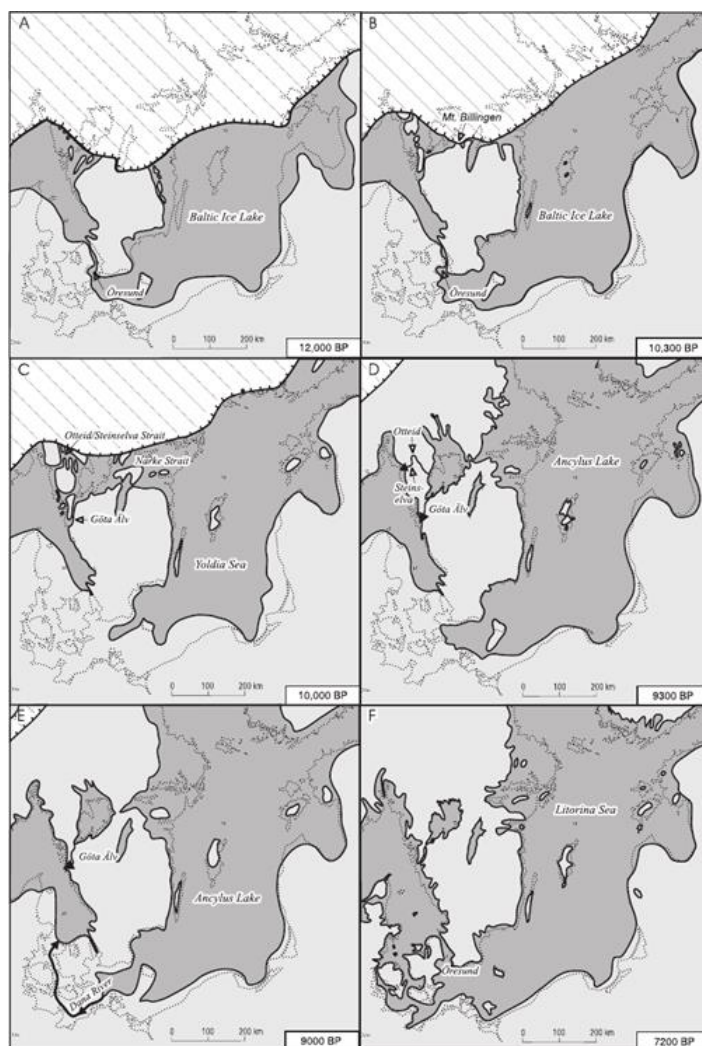 A
Baltic Ice Lake
Öresund
0 100 200 km
12,000 BP
B
Mt. Billingen
Baltic Ice Lake
Öresund
0 100 200 km
10,300 BP
C
Otteid/Steinselva Strait
Närke Strait
Göta Älv
Yoldia Sea
0 100 200 km
10,000 BP
D
Otteid
Steins-
elva
Göta Älv
Ancylus Lake
0 100 200 km
9300 BP
E
Göta Älv
Ancylus Lake
Dana River
0 100 200 km
9000 BP
F
Litorina Sea
Öresund
0 100 200 km
7200 BP